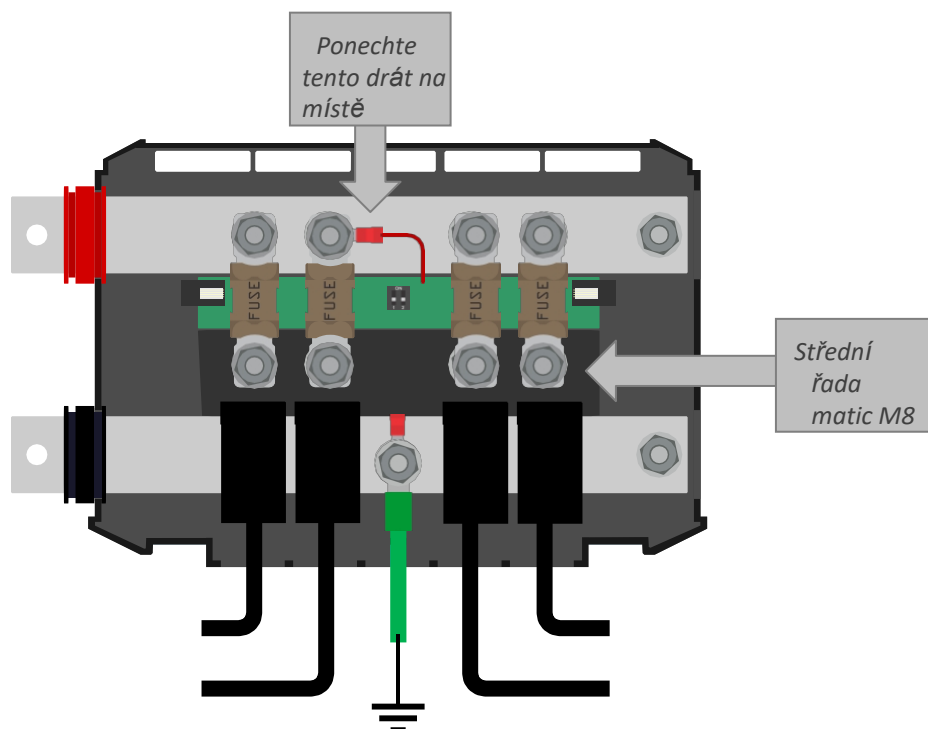 Ponechte
tento drát na
místě
FUSE
FUSE
FUSE
FUSE
Střední
řada
matic M8